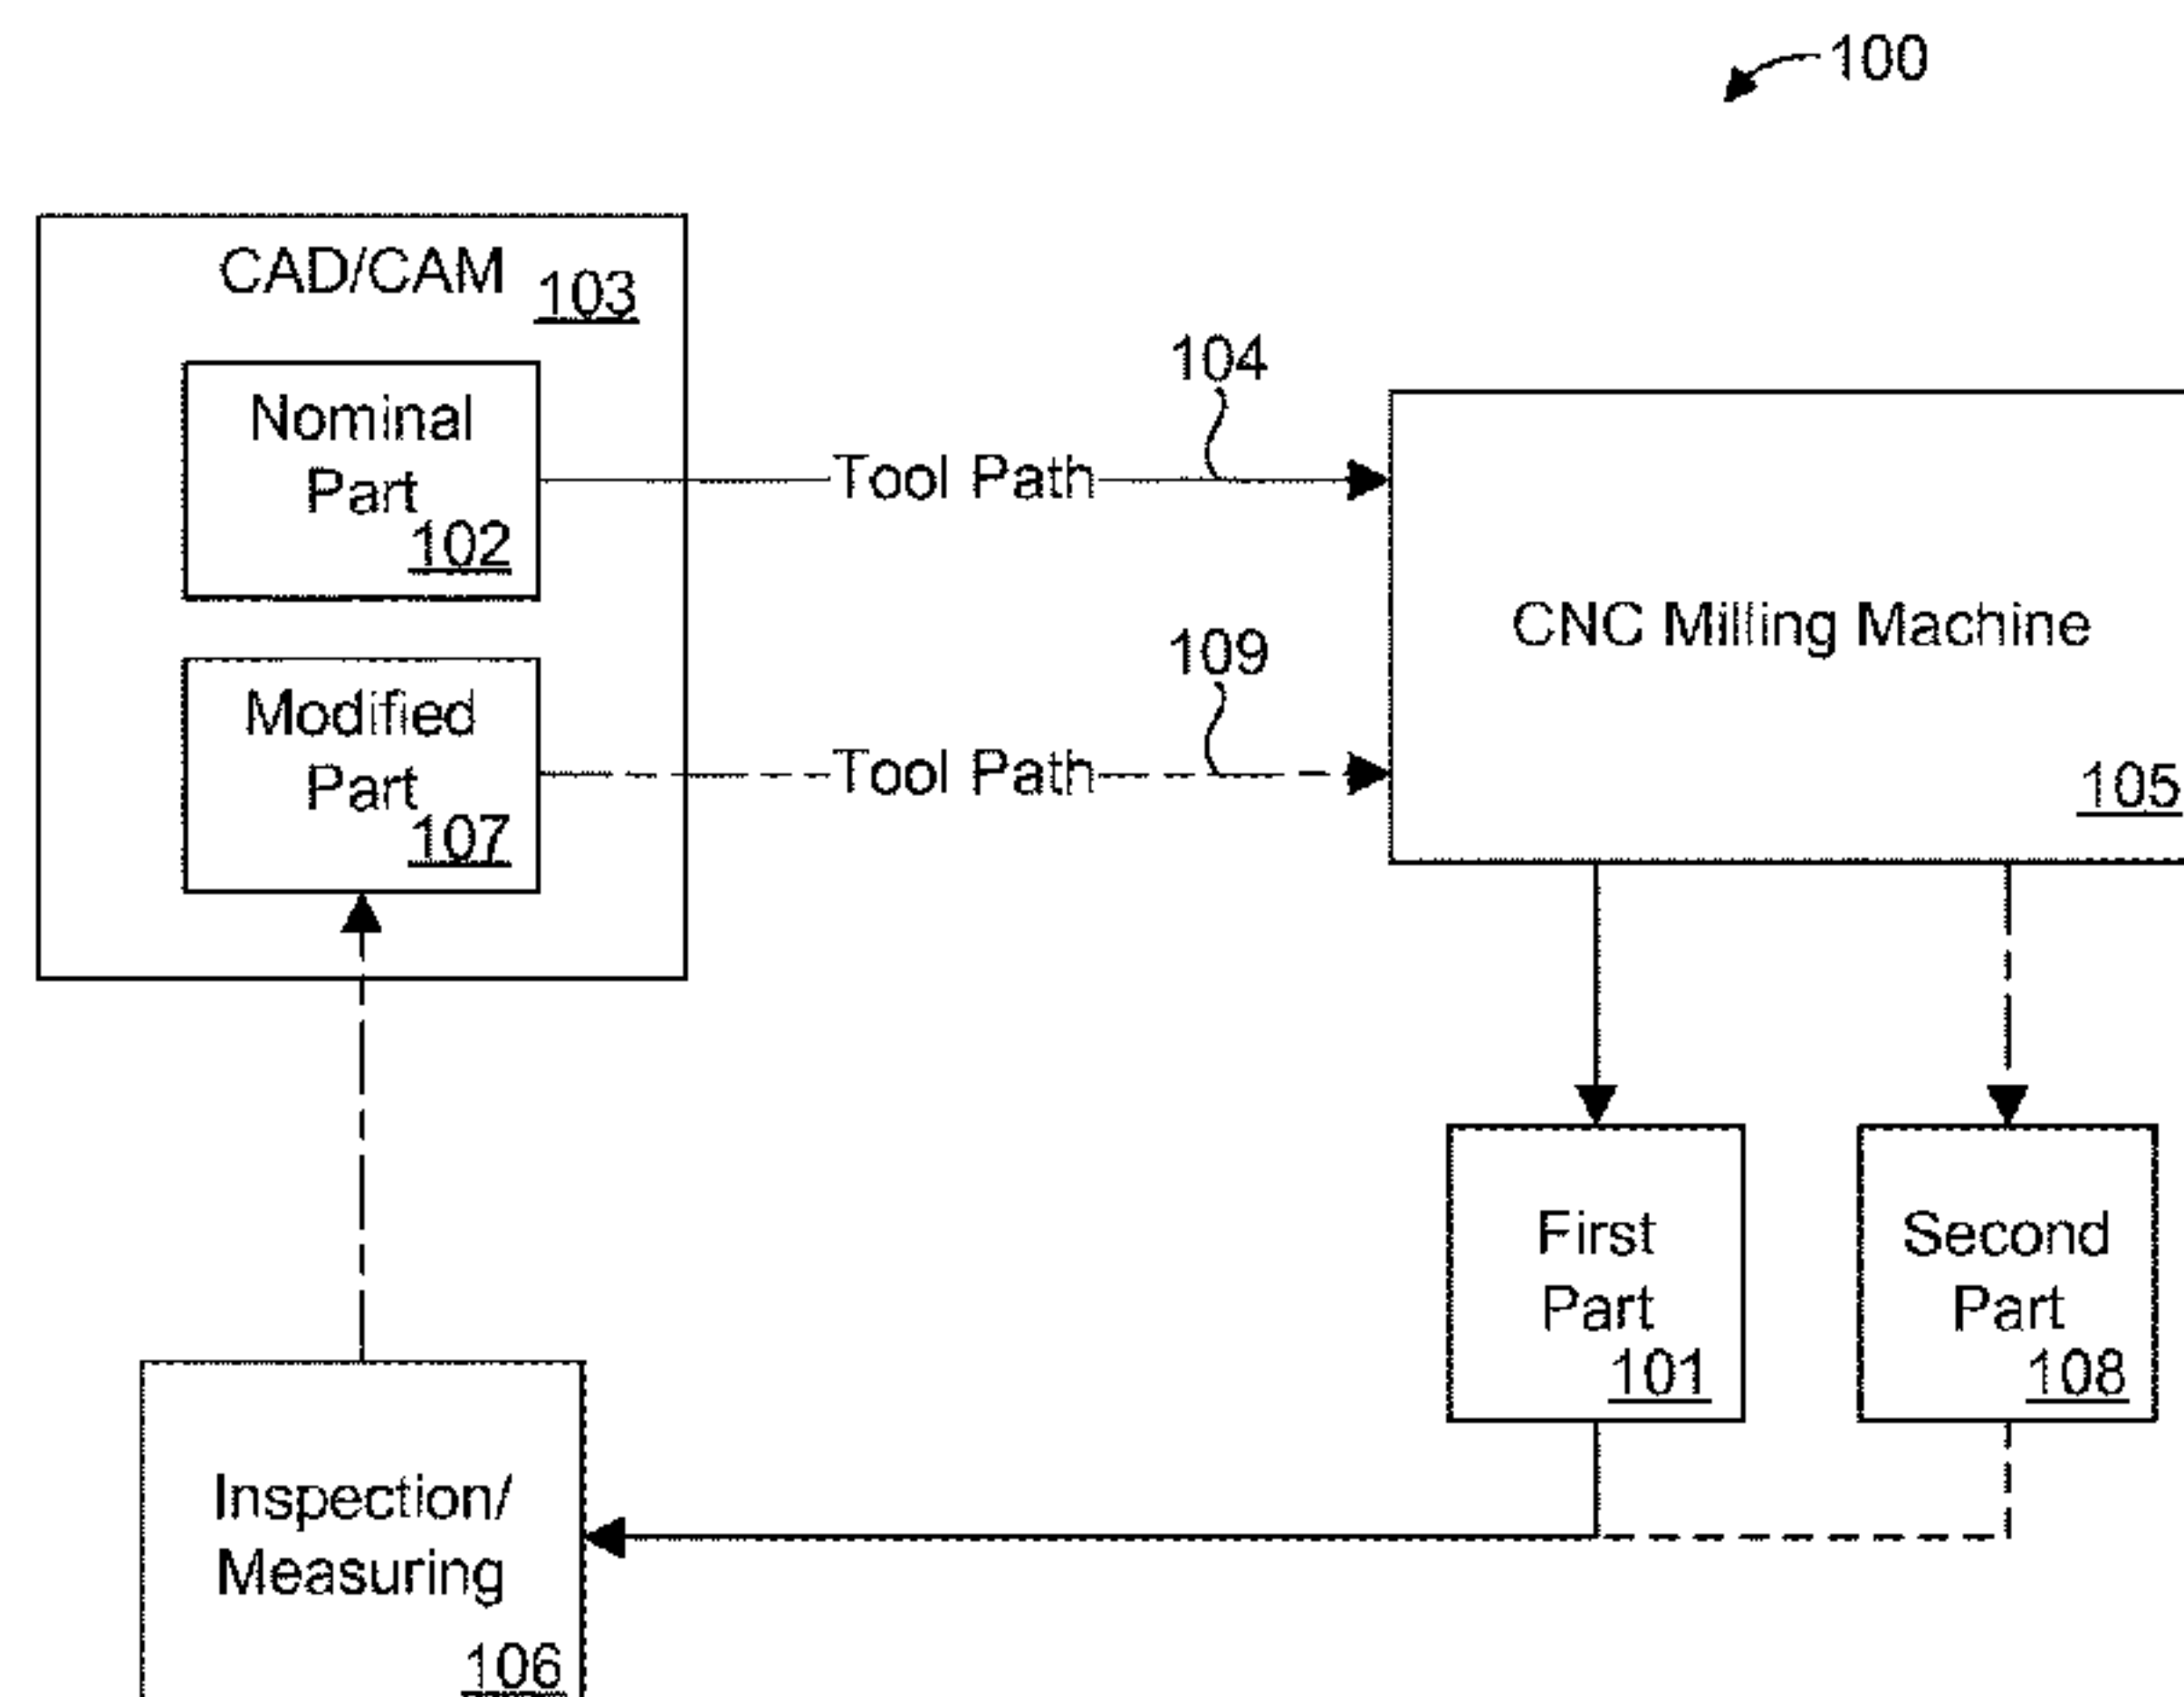 100
CAD/CAM
103
Nominal
Part
102
Tool Path
104
Modified
Part
107
Tool Path
109
CNC Milling Machine
105
First
Part
101
Second
Part
108
Inspection/
Measuring
106